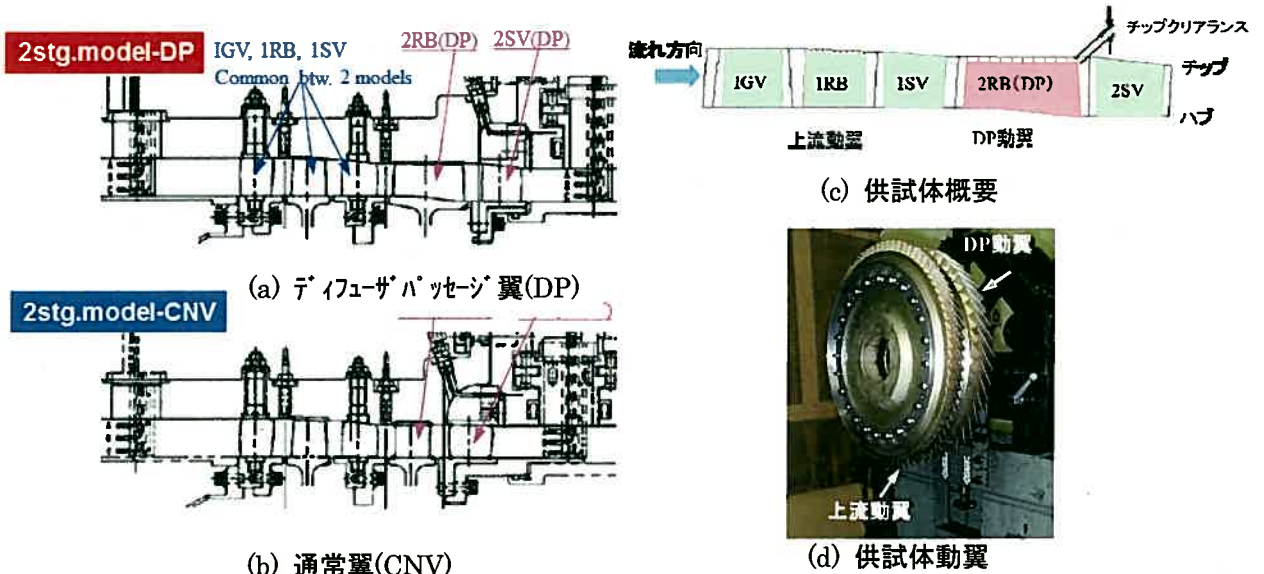 2stg.model-DP
IGV, 1RB, 1SV
Common btw. 2 models
2RB(DP)
2SV(DP)
(a) ディフューザパッセージ翼(DP)
2stg.model-CNV
(b) 通常翼(CNV)
流れ方向
チップクリアランス
チップ
ハブ
IGV
1RB
1SV
2RB(DP)
2SV
上流動翼
DP動翼
(c) 供試体概要
DP動翼
上流動翼
(d) 供試体動翼